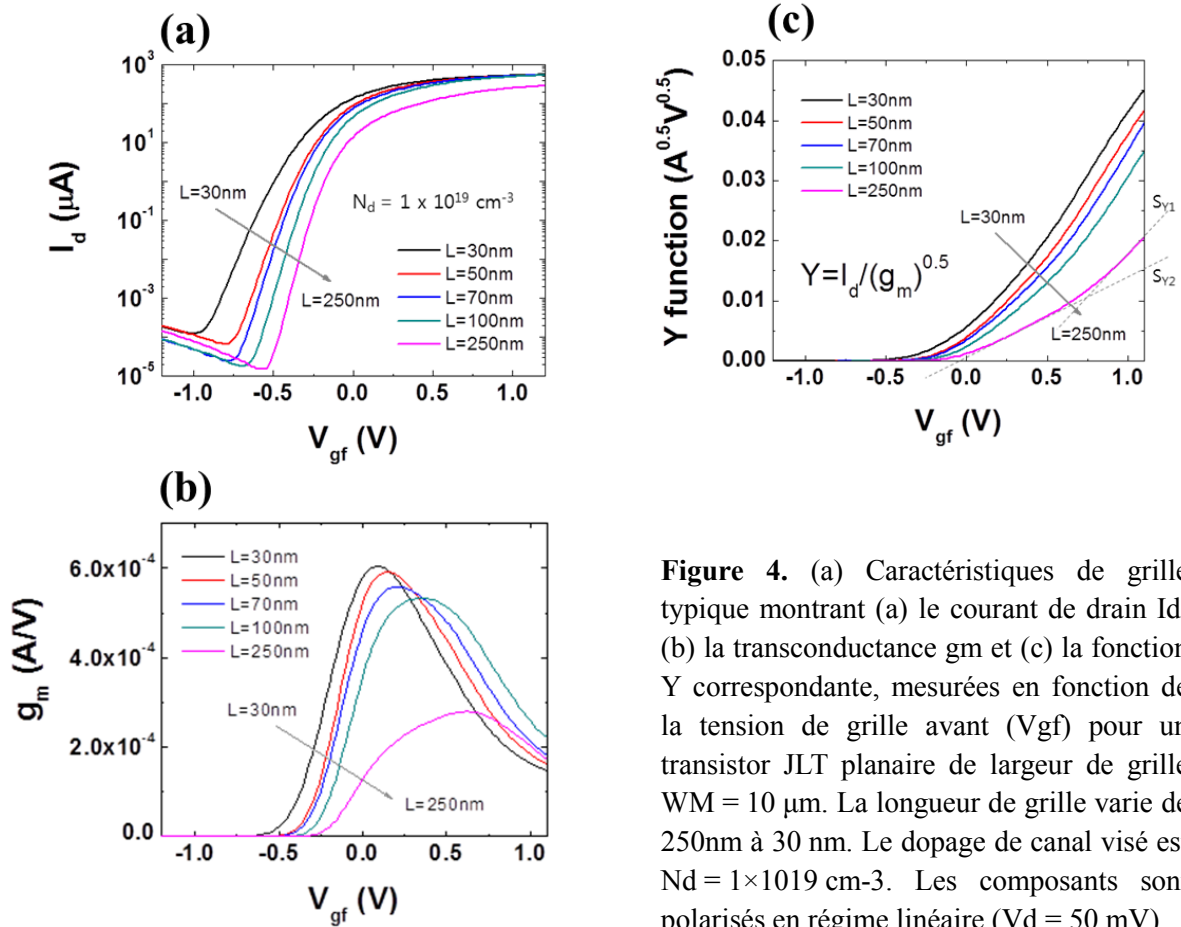 (a)
10³
10¹
10⁻¹
10⁻³
10⁻⁵
I_d (μA)
L=30nm
N_d = 1 x 10¹⁹ cm⁻³
L=250nm
L=30nm
L=50nm
L=70nm
L=100nm
L=250nm
-1.0 -0.5 0.0 0.5 1.0
V_gf (V)
(c)
0.05
0.04
0.03
0.02
0.01
0.00
Y function (A^0.5V^0.5)
L=30nm
L=50nm
L=70nm
L=100nm
L=250nm
L=30nm
S_Y1
S_Y2
Y=I_d/(g_m)^0.5
L=250nm
-1.0 -0.5 0.0 0.5 1.0
V_gf (V)
(b)
6.0x10⁻⁴
4.0x10⁻⁴
2.0x10⁻⁴
0.0
g_m (A/V)
L=30nm
L=50nm
L=70nm
L=100nm
L=250nm
L=30nm
L=250nm
-1.0 -0.5 0.0 0.5 1.0
V_gf (V)
Figure 4. (a) Caractéristiques de grille
typique montrant (a) le courant de drain Id
(b) la transconductance gm et (c) la fonction
Y correspondante, mesurées en fonction de
la tension de grille avant (Vgf) pour un
transistor JLT planaire de largeur de grille
WM = 10 μm. La longueur de grille varie de
250nm à 30 nm. Le dopage de canal visé es
Nd = 1×1019 cm-3. Les composants son
polarisés en régime linéaire (Vd = 50 mV)